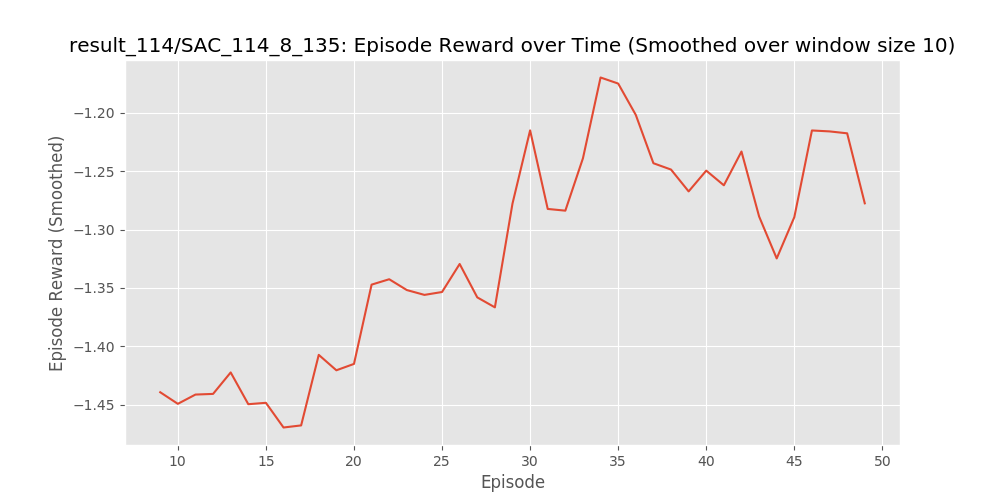 result_114/SAC_114_8_135: Episode Reward over Time (Smoothed over window size 10)
Episode Reward (Smoothed)
−1.20
−1.25
−1.30
−1.35
−1.40
−1.45
10 15 20 25 30 35 40 45 50
Episode